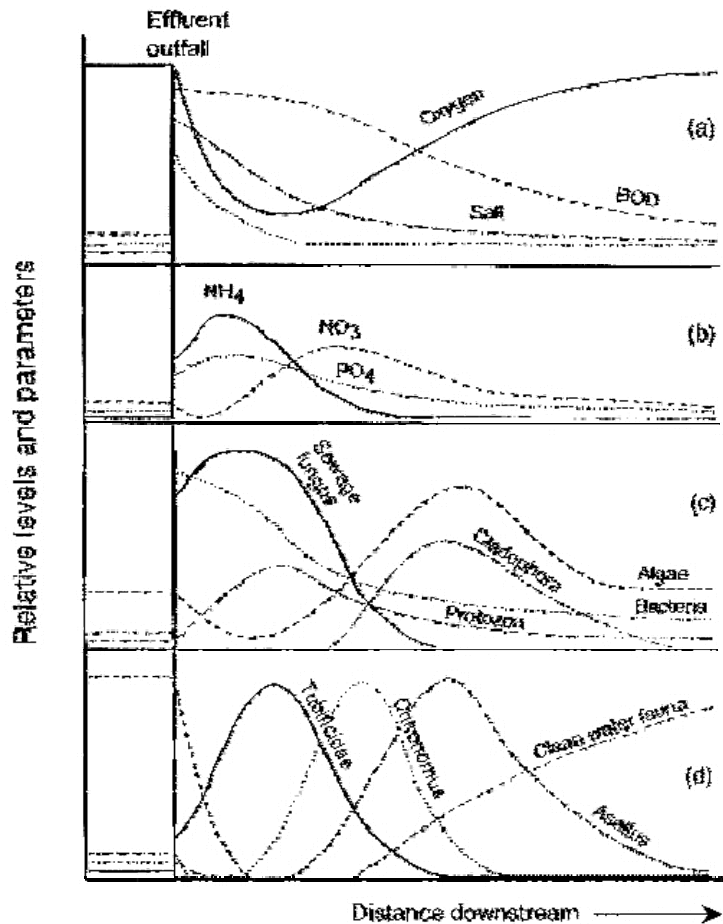 Effluent
outfall
Oxygen
(a)
BOD
Salt
NH4
(b)
NO3
PO4
Sewage
fungus
(c)
Cladophora
Algae
Bacteria
Protozoa
Tubificidae
Chironomus
Clean water fauna
(d)
Asellus
Relative levels and parameters
Distance downstream